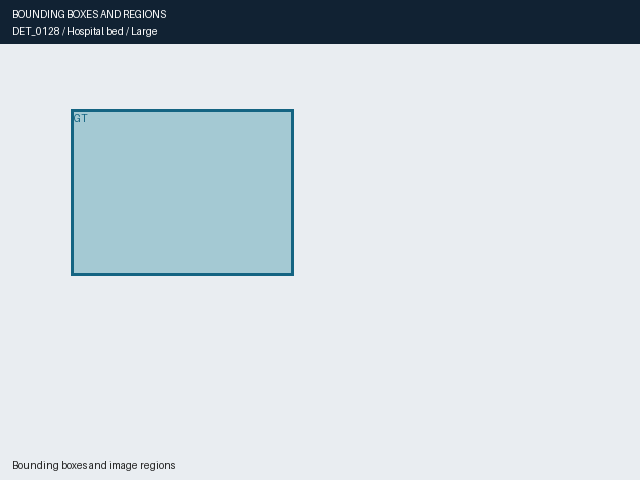 BOUNDING BOXES AND REGIONS
DET_0128 / Hospital bed / Large
GT
Bounding boxes and image regions